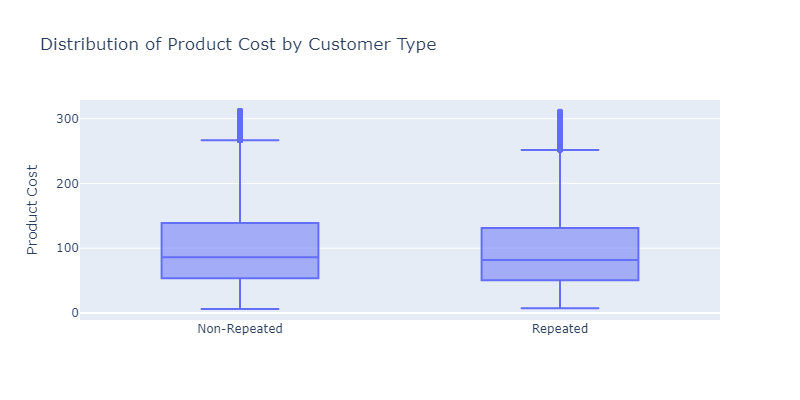 Distribution of Product Cost by Customer Type
Product Cost
300
200
100
0
Non-Repeated
Repeated